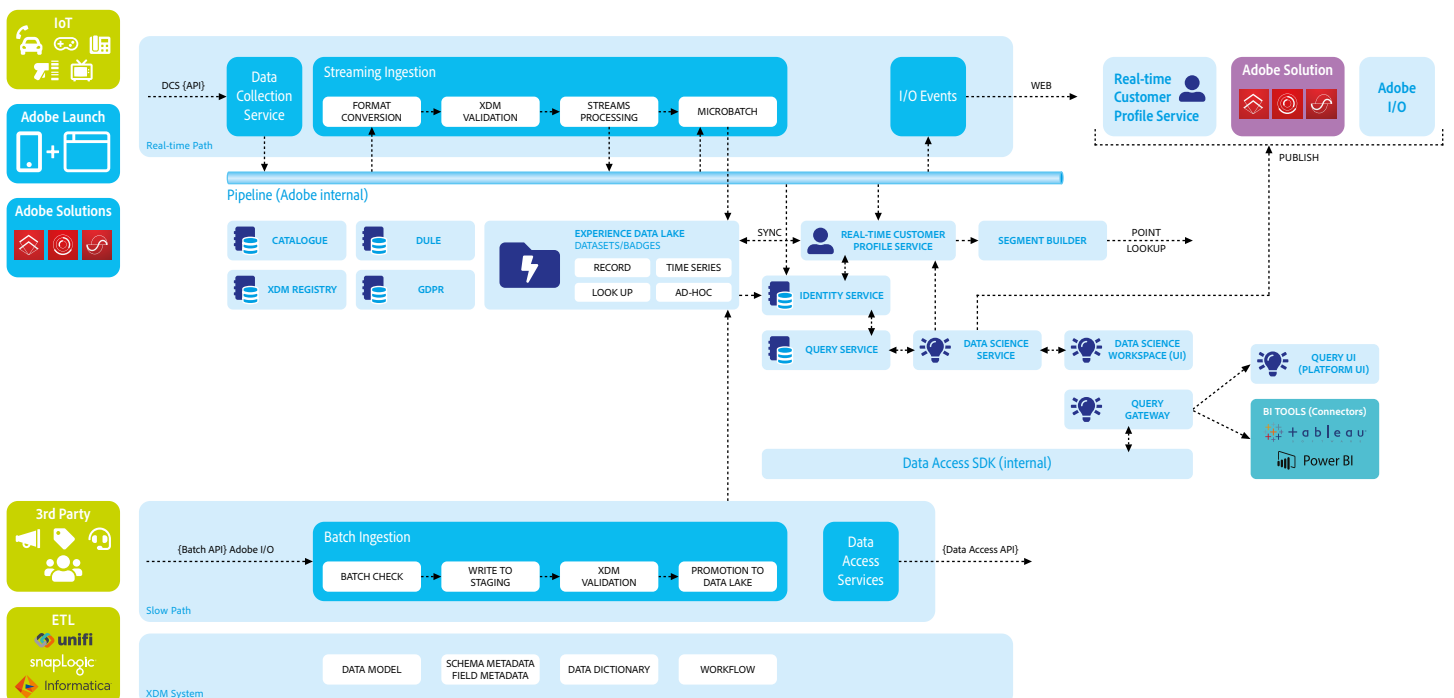 IoT
Adobe Launch
Adobe Solutions
DCS {API}
Data
Collection
Service
Streaming Ingestion
FORMAT
CONVERSION
XDM
VALIDATION
STREAMS
PROCESSING
MICROBATCH
I/O Events
Real-time Path
WEB
Real-time
Customer
Profile Service
Adobe Solution
Adobe
I/O
PUBLISH
Pipeline (Adobe internal)
CATALOGUE
DULE
XDM REGISTRY
GDPR
EXPERIENCE DATA LAKE
DATASETS/BADGES
RECORD
TIME SERIES
LOOK UP
AD-HOC
SYNC
REAL-TIME CUSTOMER
PROFILE SERVICE
SEGMENT BUILDER
POINT
LOOKUP
IDENTITY SERVICE
QUERY SERVICE
DATA SCIENCE
SERVICE
DATA SCIENCE
WORKSPACE (UI)
QUERY
GATEWAY
QUERY UI
(PLATFORM UI)
BI TOOLS (Connectors)
tableau
Power BI
Data Access SDK (internal)
3rd Party
{Batch API} Adobe I/O
Batch Ingestion
BATCH CHECK
WRITE TO
STAGING
XDM
VALIDATION
PROMOTION TO
DATA LAKE
Data
Access
Services
{Data Access API}
Slow Path
ETL
unifi
snapLogic
Informatica
DATA MODEL
SCHEMA METADATA
FIELD METADATA
DATA DICTIONARY
WORKFLOW
XDM System